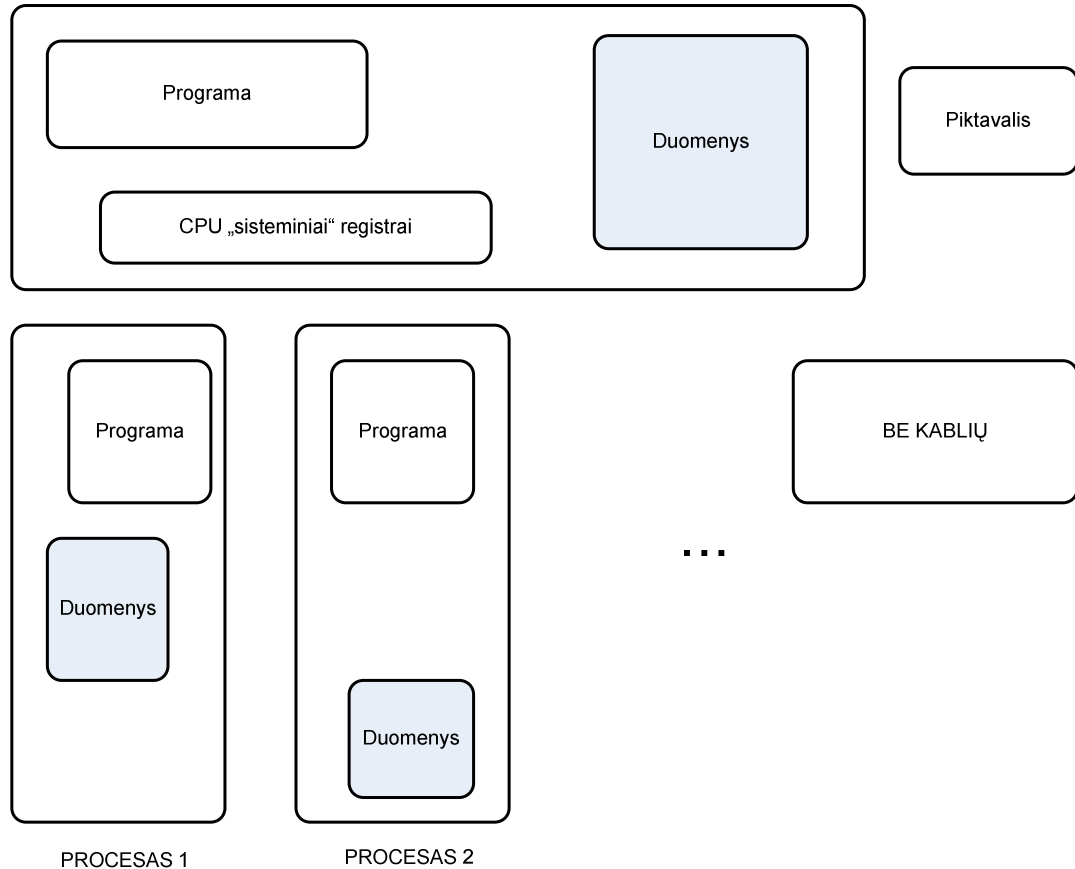 Programa
Duomenys
Piktavalis
CPU „sisteminiai“ registrai
Programa
Programa
BE KABLIŲ
...
Duomenys
Duomenys
PROCESAS 1
PROCESAS 2